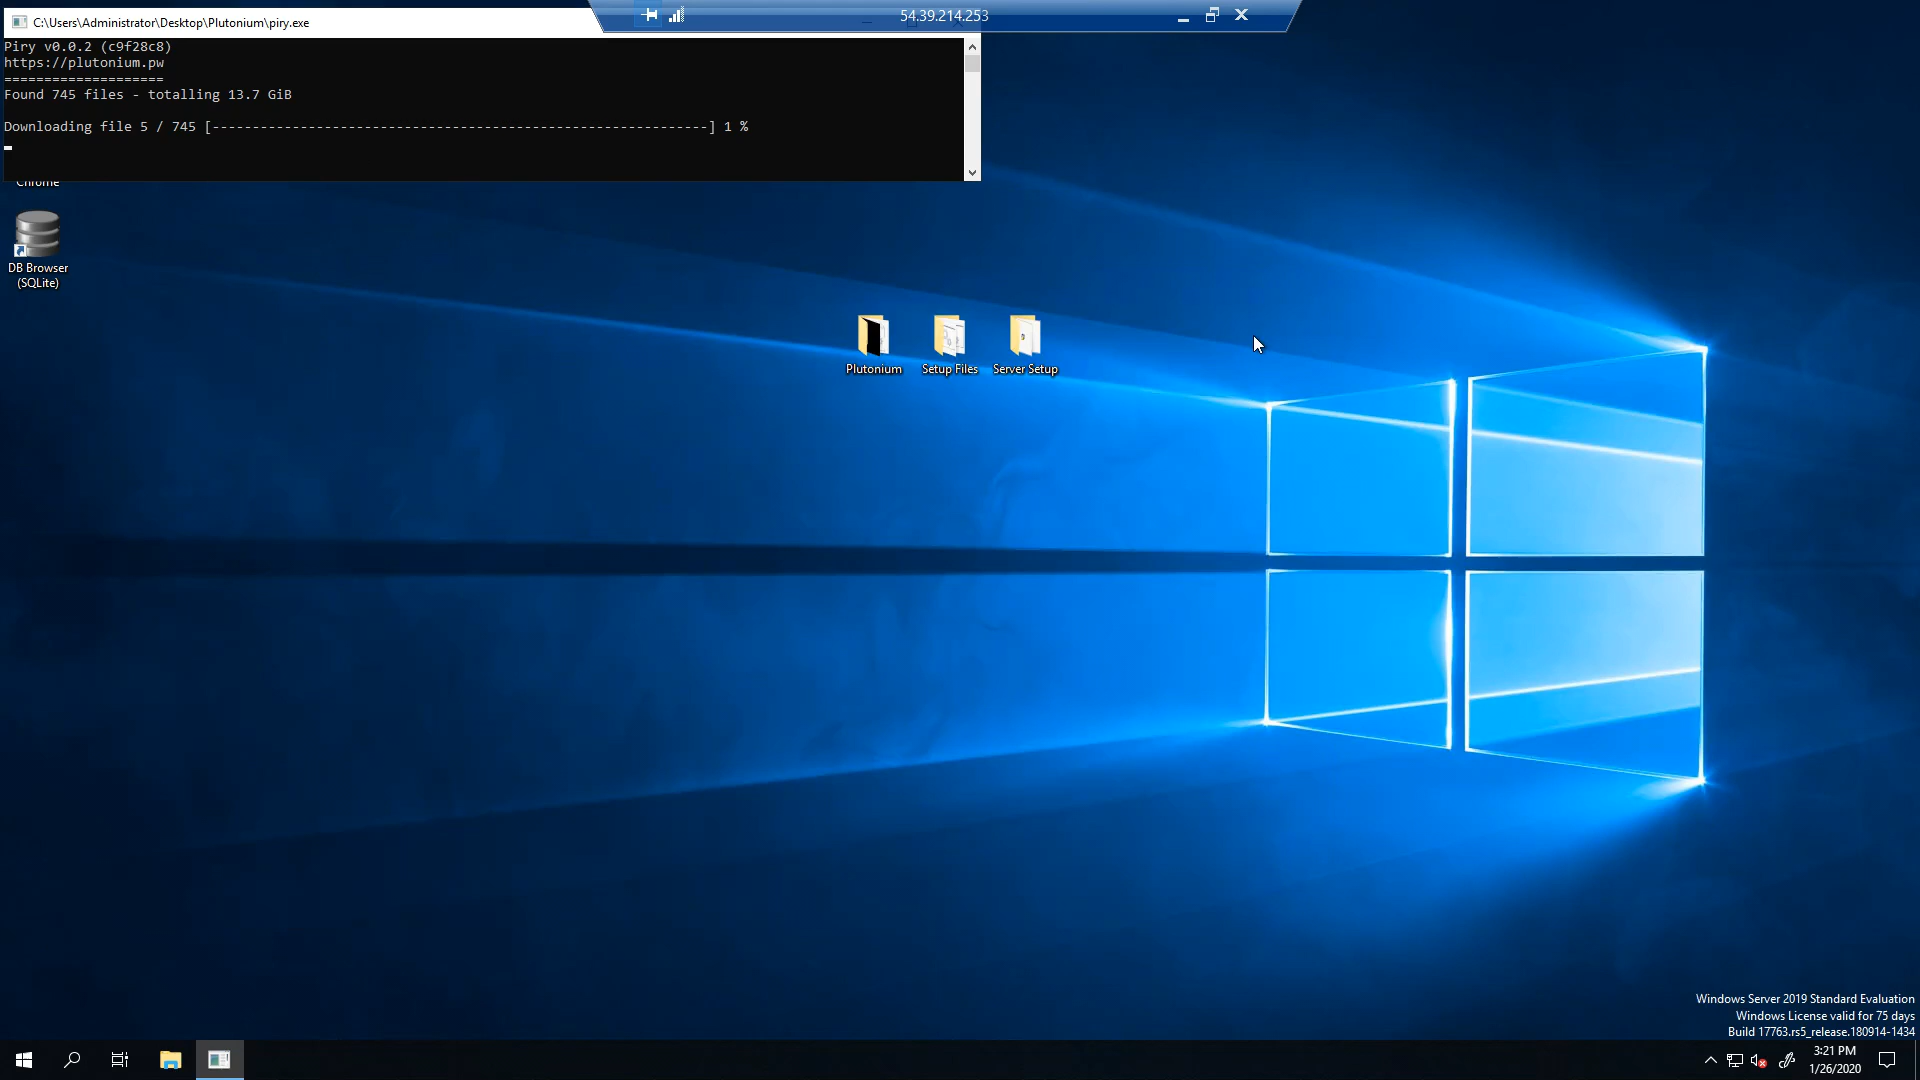 C:\Users\Administrator\Desktop\Plutonium\piry.exe
54.39.214.253
Piry v0.0.2 (c9f28c8)
https://plutonium.pw
====================
Found 745 files - totalling 13.7 GiB
Downloading file 5 / 745 [--------------------------------------------------------------] 1 %
Chrome
DB Browser
(SQLite)
Plutonium
Setup Files
Server Setup
Windows Server 2019 Standard Evaluation
Windows License valid for 75 days
Build 17763.rs5_release.180914-1434
3:21 PM
1/26/2020